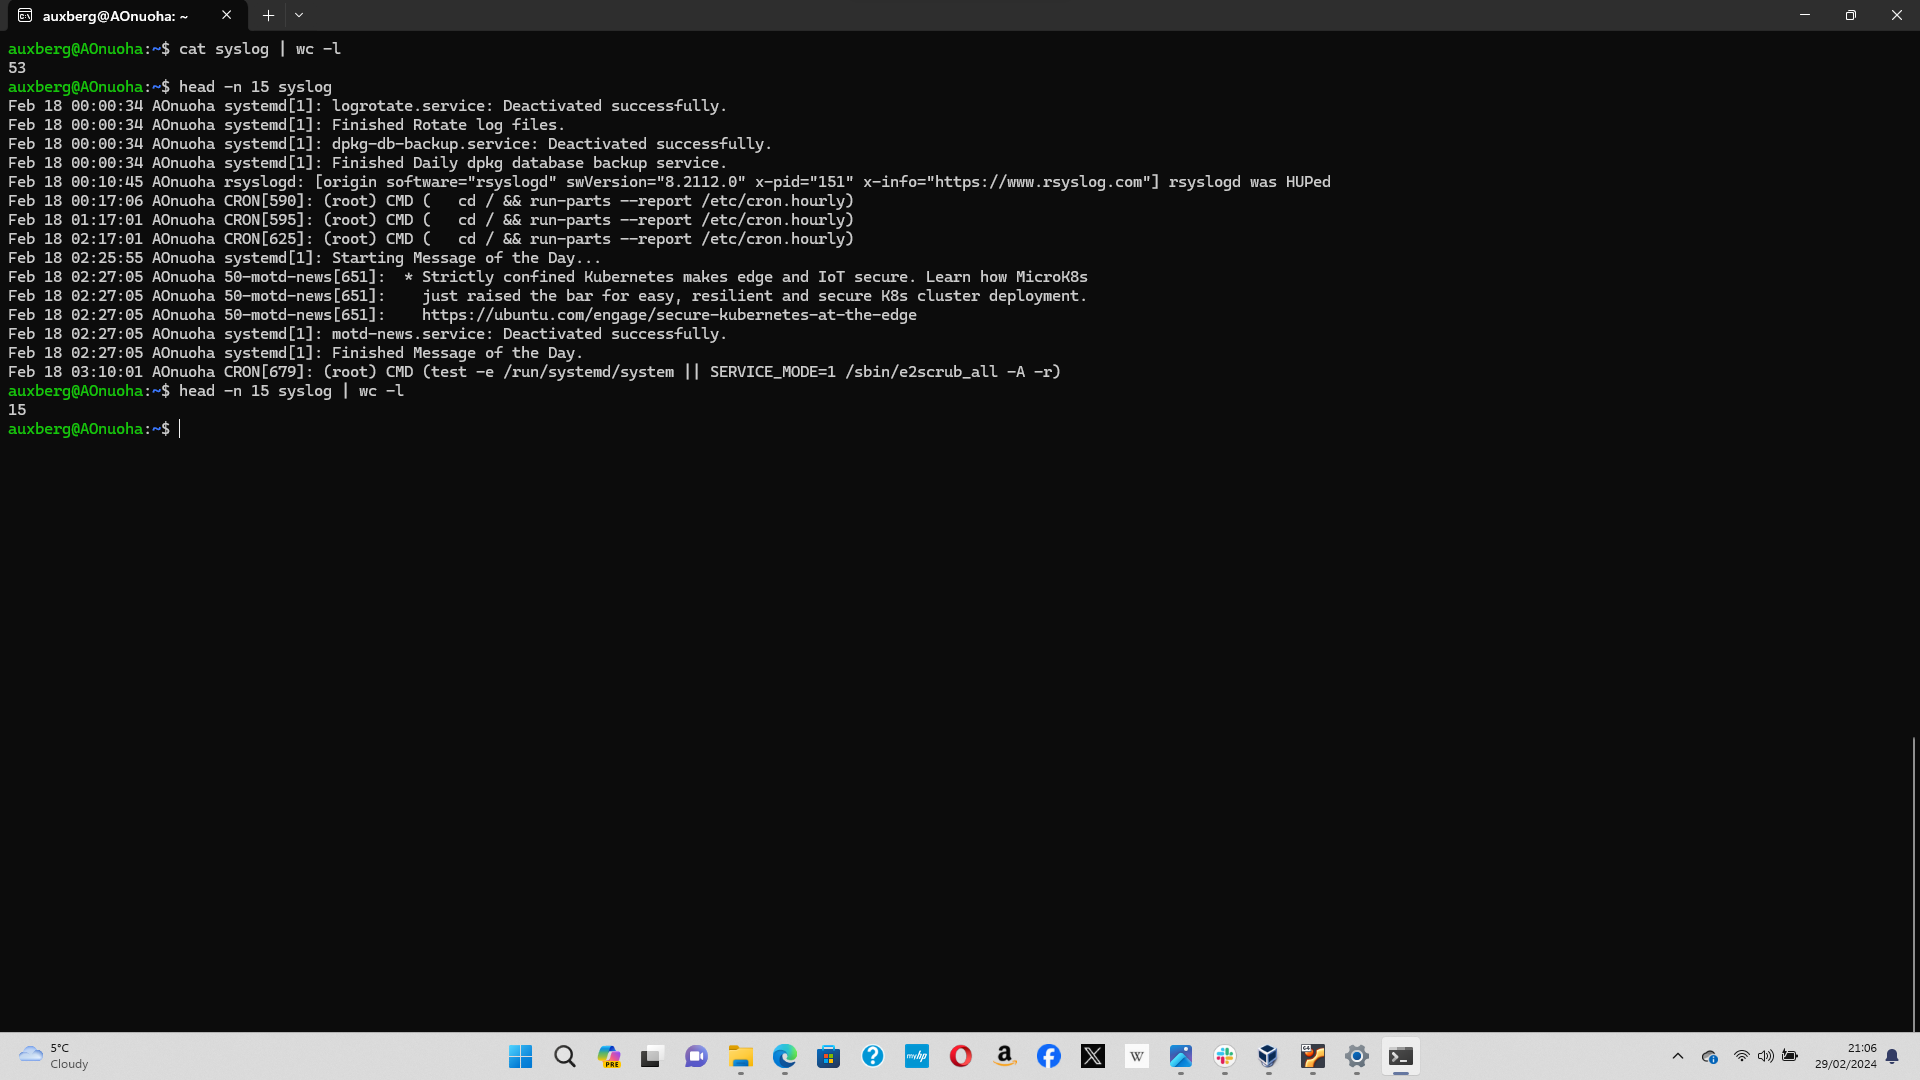 auxberg@AOnuoha: ~
auxberg@AOnuoha:~$ cat syslog | wc -l
53
auxberg@AOnuoha:~$ head -n 15 syslog
Feb 18 00:00:34 AOnuoha systemd[1]: logrotate.service: Deactivated successfully.
Feb 18 00:00:34 AOnuoha systemd[1]: Finished Rotate log files.
Feb 18 00:00:34 AOnuoha systemd[1]: dpkg-db-backup.service: Deactivated successfully.
Feb 18 00:00:34 AOnuoha systemd[1]: Finished Daily dpkg database backup service.
Feb 18 00:10:45 AOnuoha rsyslogd: [origin software="rsyslogd" swVersion="8.2112.0" x-pid="151" x-info="https://www.rsyslog.com"] rsyslogd was HUPed
Feb 18 00:17:06 AOnuoha CRON[590]: (root) CMD (   cd / && run-parts --report /etc/cron.hourly)
Feb 18 01:17:01 AOnuoha CRON[595]: (root) CMD (   cd / && run-parts --report /etc/cron.hourly)
Feb 18 02:17:01 AOnuoha CRON[625]: (root) CMD (   cd / && run-parts --report /etc/cron.hourly)
Feb 18 02:25:55 AOnuoha systemd[1]: Starting Message of the Day...
Feb 18 02:27:05 AOnuoha 50-motd-news[651]:  * Strictly confined Kubernetes makes edge and IoT secure. Learn how MicroK8s
Feb 18 02:27:05 AOnuoha 50-motd-news[651]:    just raised the bar for easy, resilient and secure K8s cluster deployment.
Feb 18 02:27:05 AOnuoha 50-motd-news[651]:    https://ubuntu.com/engage/secure-kubernetes-at-the-edge
Feb 18 02:27:05 AOnuoha systemd[1]: motd-news.service: Deactivated successfully.
Feb 18 02:27:05 AOnuoha systemd[1]: Finished Message of the Day.
Feb 18 03:10:01 AOnuoha CRON[679]: (root) CMD (test -e /run/systemd/system || SERVICE_MODE=1 /sbin/e2scrub_all -A -r)
auxberg@AOnuoha:~$ head -n 15 syslog | wc -l
15
auxberg@AOnuoha:~$
5°C
Cloudy
PRE
myhp
a
X
W
64
21:06
29/02/2024